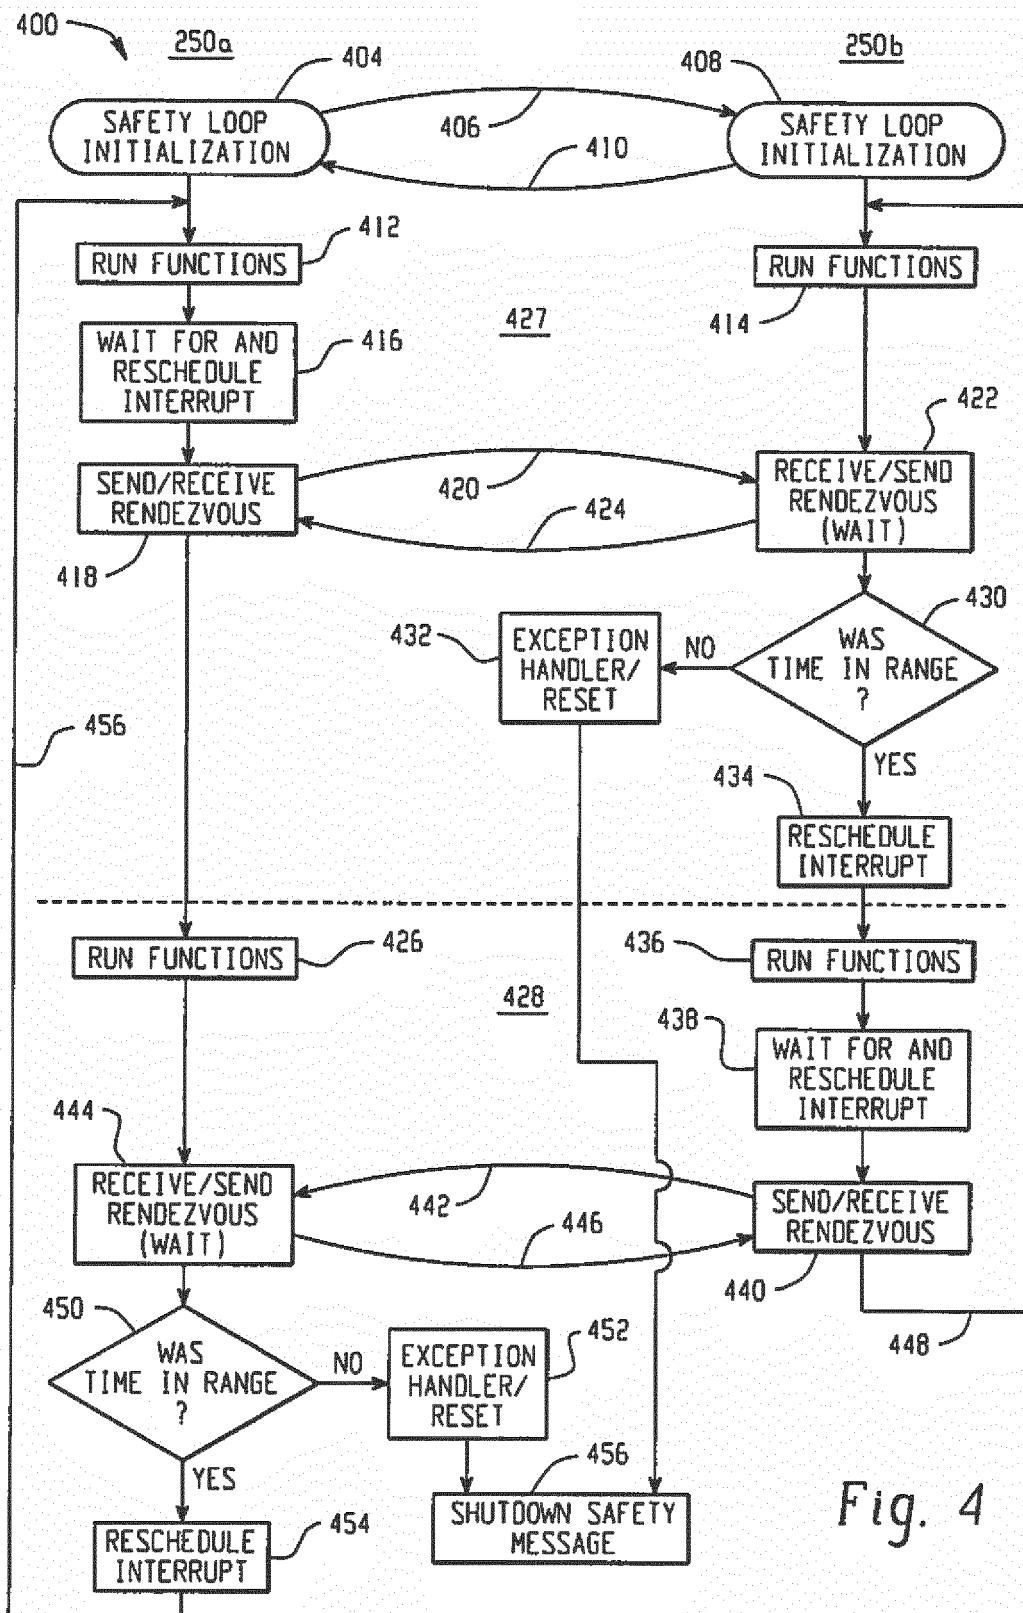 400
250a
404
408
250b
SAFETY LOOP
INITIALIZATION
406
410
SAFETY LOOP
INITIALIZATION
412
RUN FUNCTIONS
RUN FUNCTIONS
414
427
WAIT FOR AND
RESCHEDULE
INTERRUPT
416
422
SEND/RECEIVE
RENDEZVOUS
418
420
424
RECEIVE/SEND
RENDEZVOUS
(WAIT)
430
432
EXCEPTION
HANDLER/
RESET
NO
WAS
TIME IN RANGE
?
YES
456
434
RESCHEDULE
INTERRUPT
RUN FUNCTIONS
426
436
RUN FUNCTIONS
428
438
WAIT FOR AND
RESCHEDULE
INTERRUPT
444
RECEIVE/SEND
RENDEZVOUS
(WAIT)
442
446
SEND/RECEIVE
RENDEZVOUS
440
448
450
WAS
TIME IN RANGE
?
NO
YES
EXCEPTION
HANDLER/
RESET
452
456
SHUTDOWN SAFETY
MESSAGE
RESCHEDULE
INTERRUPT
454
Fig. 4